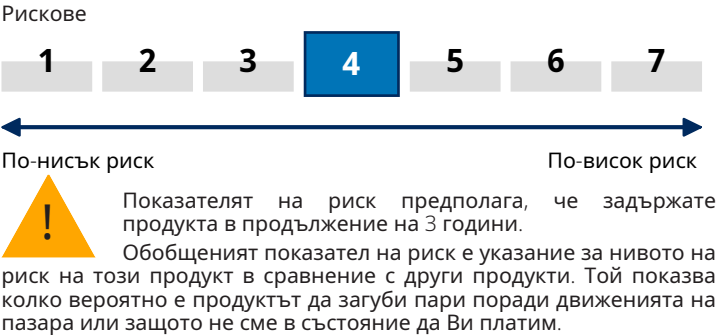 Рискове
1 2 3 4 5 6 7
По-нисък риск По-висок риск
!
Показателят на риск предполага, че задържате
продукта в продължение на 3 години.
Обобщеният показател на риск е указание за нивото на
риск на този продукт в сравнение с други продукти. Той показва
колко вероятно е продуктът да загуби пари поради движенията на
пазара или защото не сме в състояние да Ви платим.